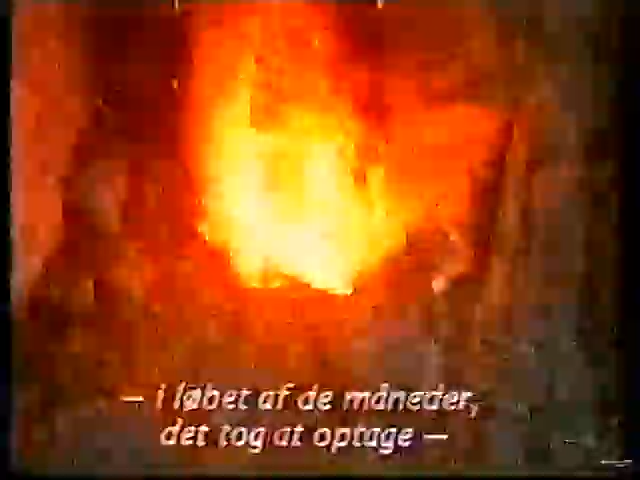 – i løbet af de måneder,
det tog at optage –